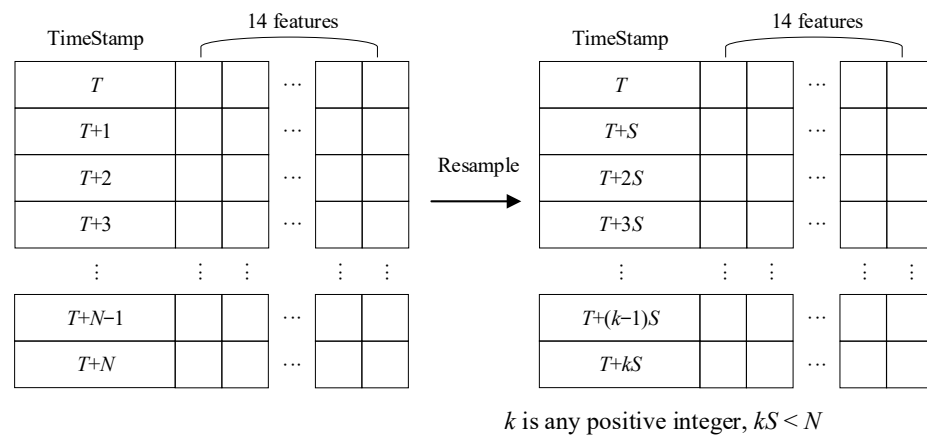 14 features
14 features
TimeStamp
TimeStamp
T
...
T
...
T+1
...
T+S
...
T+2
...
Resample
T+2S
...
T+3
...
T+3S
...
⋮ ⋮ ⋮ ⋮ ⋮
⋮ ⋮ ⋮ ⋮ ⋮
T+N−1
...
T+(k−1)S
...
T+N
...
T+kS
...
k is any positive integer, kS < N